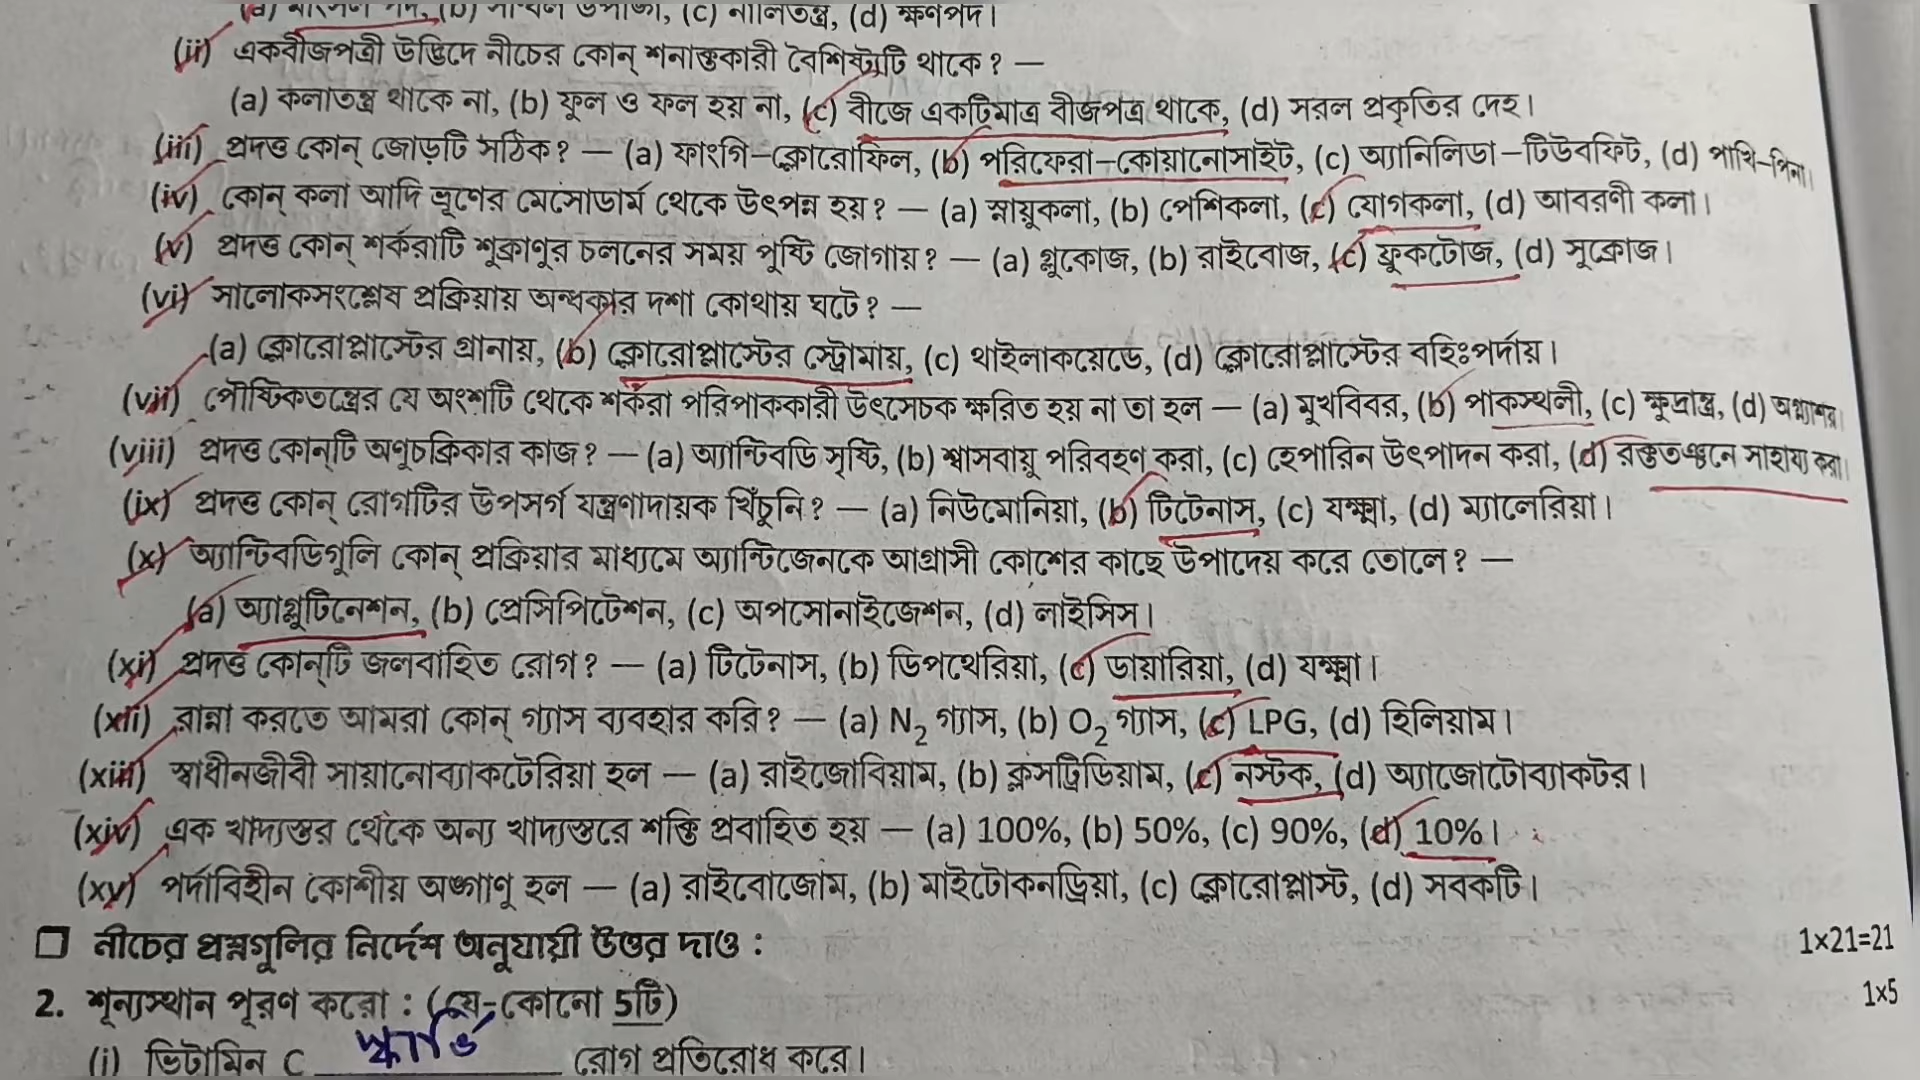 (b) সাবেণ উপাঙ্গ, (c) নালিতন্ত্র, (d) ক্ষণপদ।
(ii) একবীজপত্রী উদ্ভিদে নীচের কোন্ শনাক্তকারী বৈশিষ্ট্যটি থাকে? —
(a) কলাতন্ত্র থাকে না, (b) ফুল ও ফল হয় না, (c) বীজে একটিমাত্র বীজপত্র থাকে, (d) সরল প্রকৃতির দেহ।
(iii) প্রদত্ত কোন্ জোড়টি সঠিক? — (a) ফাংগি–ক্লোরোফিল, (b) পরিফেরা–কোয়ানোসাইট, (c) অ্যানিলিডা–টিউবফিট, (d) পাখি–পিনা।
(iv) কোন্ কলা আদি ভ্রূণের মেসোডার্ম থেকে উৎপন্ন হয়? — (a) স্নায়ুকলা, (b) পেশিকলা, (c) যোগকলা, (d) আবরণী কলা।
(v) প্রদত্ত কোন্ শর্করাটি শুক্রাণুর চলনের সময় পুষ্টি জোগায়? — (a) গ্লুকোজ, (b) রাইবোজ, (c) ফ্রুকটোজ, (d) সুক্রোজ।
(vi) সালোকসংশ্লেষ প্রক্রিয়ায় অন্ধকার দশা কোথায় ঘটে? —
(a) ক্লোরোপ্লাস্টের গ্রানায়, (b) ক্লোরোপ্লাস্টের স্ট্রোমায়, (c) থাইলাকয়েডে, (d) ক্লোরোপ্লাস্টের বহিঃপর্দায়।
(vii) পৌষ্টিকতন্ত্রের যে অংশটি থেকে শর্করা পরিপাককারী উৎসেচক ক্ষরিত হয় না তা হল — (a) মুখবিবর, (b) পাকস্থলী, (c) ক্ষুদ্রান্ত্র, (d) অগ্ন্যাশয়।
(viii) প্রদত্ত কোন্‌টি অণুচক্রিকার কাজ? — (a) অ্যান্টিবডি সৃষ্টি, (b) শ্বাসবায়ু পরিবহণ করা, (c) হেপারিন উৎপাদন করা, (d) রক্ততঞ্চনে সাহায্য করা।
(ix) প্রদত্ত কোন্ রোগটির উপসর্গ যন্ত্রণাদায়ক খিঁচুনি? — (a) নিউমোনিয়া, (b) টিটেনাস, (c) যক্ষ্মা, (d) ম্যালেরিয়া।
(x) অ্যান্টিবডিগুলি কোন্ প্রক্রিয়ার মাধ্যমে অ্যান্টিজেনকে আগ্রাসী কোশের কাছে উপাদেয় করে তোলে? —
(a) অ্যাগ্লুটিনেশন, (b) প্রেসিপিটেশন, (c) অপসোনাইজেশন, (d) লাইসিস।
(xi) প্রদত্ত কোন্‌টি জলবাহিত রোগ? — (a) টিটেনাস, (b) ডিপথেরিয়া, (c) ডায়ারিয়া, (d) যক্ষ্মা।
(xii) রান্না করতে আমরা কোন্ গ্যাস ব্যবহার করি? — (a) N₂ গ্যাস, (b) O₂ গ্যাস, (c) LPG, (d) হিলিয়াম।
(xiii) স্বাধীনজীবী সায়ানোব্যাকটেরিয়া হল — (a) রাইজোবিয়াম, (b) ক্লসট্রিডিয়াম, (c) নস্টক, (d) অ্যাজোটোব্যাকটর।
(xiv) এক খাদ্যস্তর থেকে অন্য খাদ্যস্তরে শক্তি প্রবাহিত হয় — (a) 100%, (b) 50%, (c) 90%, (d) 10%।
(xv) পর্দাবিহীন কোশীয় অঙ্গাণু হল — (a) রাইবোজোম, (b) মাইটোকনড্রিয়া, (c) ক্লোরোপ্লাস্ট, (d) সবকটি।
নীচের প্রশ্নগুলির নির্দেশ অনুযায়ী উত্তর দাও : 1×21=21
2. শূন্যস্থান পূরণ করো : (যে-কোনো 5টি) 1×5
(i) ভিটামিন C স্কার্ভি রোগ প্রতিরোধ করে।